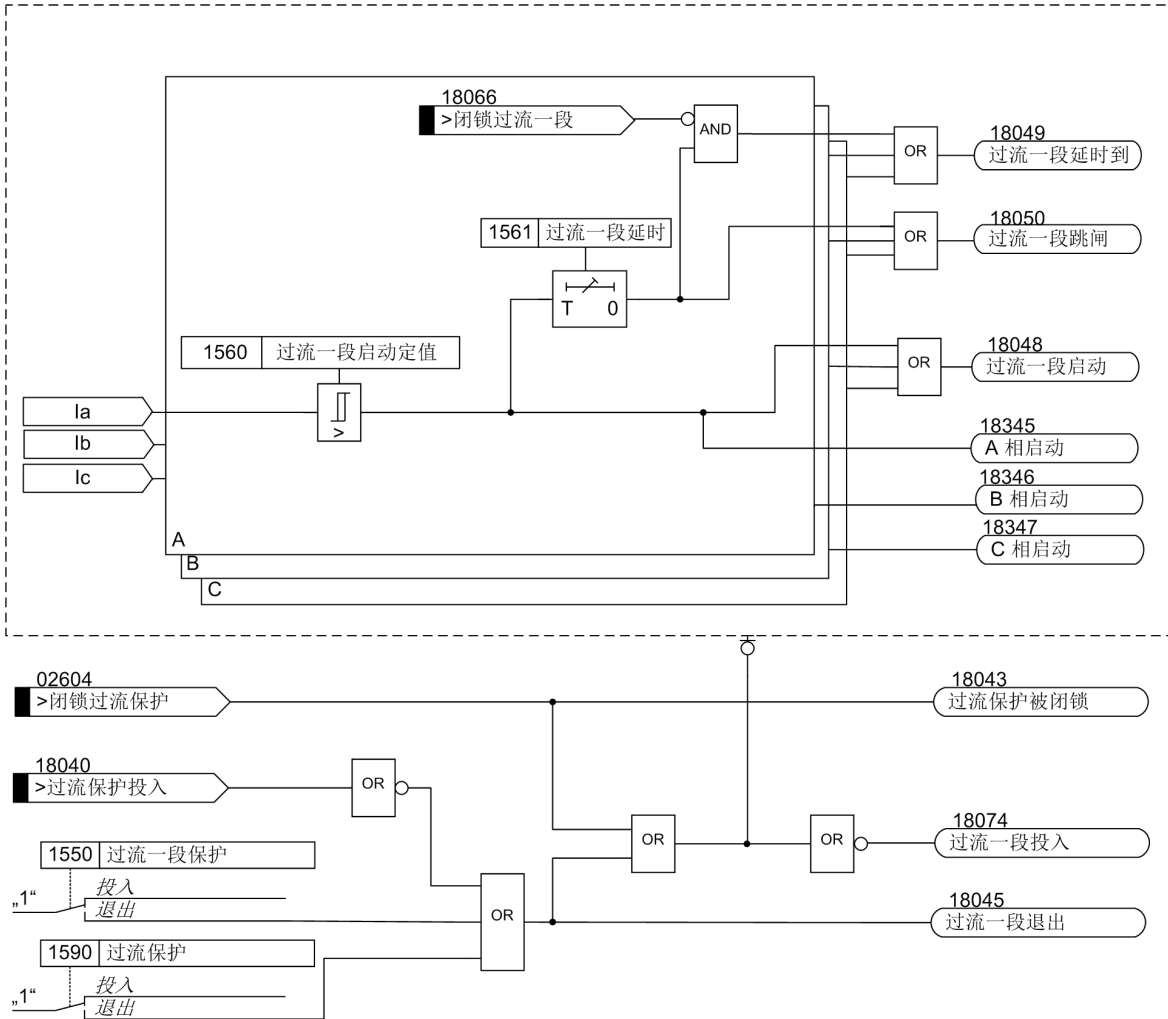 18066
>闭锁过流一段
AND
OR
18049
过流一段延时到
1561 过流一段延时
OR
18050
过流一段跳闸
T 0
1560 过流一段启动定值
>
OR
18048
过流一段启动
Ia
Ib
Ic
18345
A 相启动
18346
B 相启动
18347
C 相启动
A
B
C
02604
>闭锁过流保护
18043
过流保护被闭锁
18040
>过流保护投入
OR
OR
OR
18074
过流一段投入
1550 过流一段保护
„1“
投入
退出
OR
18045
过流一段退出
1590 过流保护
„1“
投入
退出